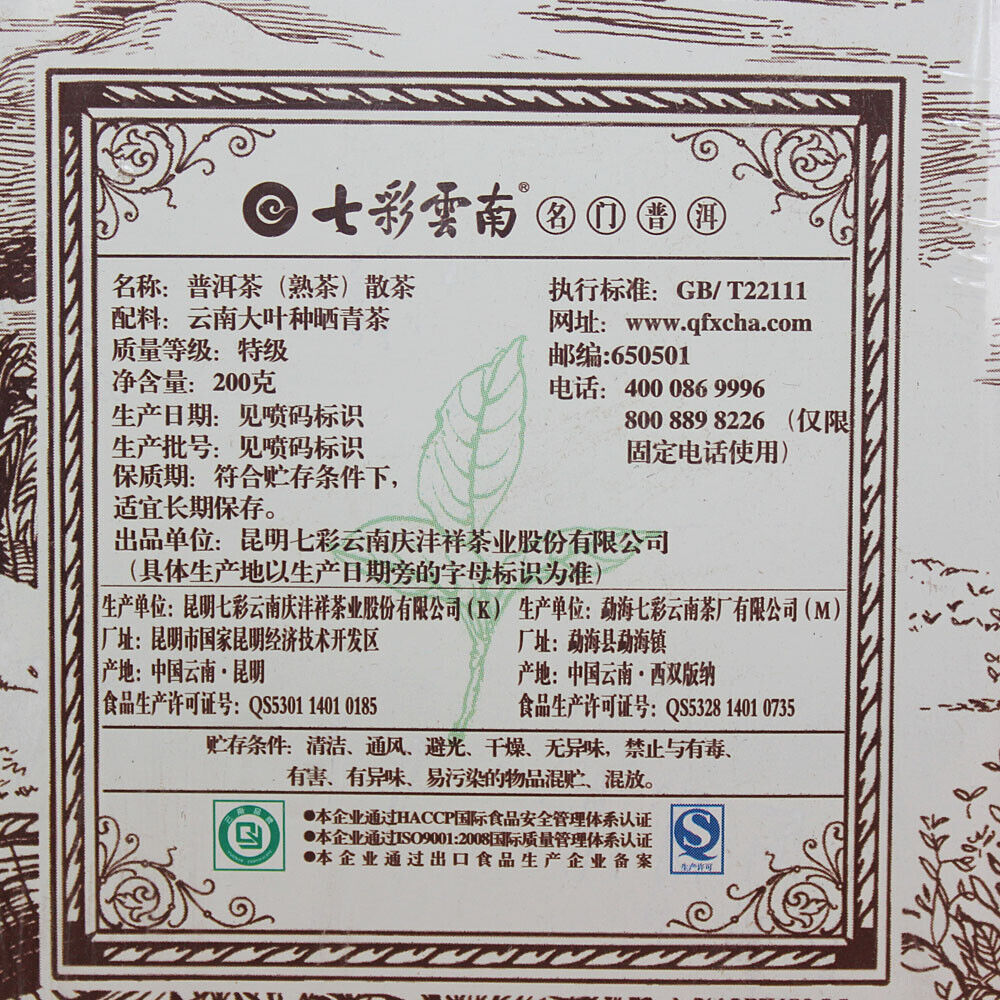 七彩雲南® 名门普洱
名称：普洱茶（熟茶）散茶
配料：云南大叶种晒青茶
质量等级：特级
净含量：200克
生产日期：见喷码标识
生产批号：见喷码标识
保质期：符合贮存条件下，
适宜长期保存。
执行标准：GB/ T22111
网址：www.qfxcha.com
邮编:650501
电话：400 086 9996
800 889 8226 （仅限
固定电话使用）
出品单位：昆明七彩云南庆沣祥茶业股份有限公司
（具体生产地以生产日期旁的字母标识为准）
生产单位：昆明七彩云南庆沣祥茶业股份有限公司（K）
厂址：昆明市国家昆明经济技术开发区
产地：中国云南·昆明
食品生产许可证号：QS5301 1401 0185
生产单位：勐海七彩云南茶厂有限公司（M）
厂址：勐海县勐海镇
产地：中国云南·西双版纳
食品生产许可证号：QS5328 1401 0735
贮存条件：清洁、通风、避光、干燥、无异味，禁止与有毒、
有害、有异味、易污染的物品混贮、混放。
●本企业通过HACCP国际食品安全管理体系认证
●本企业通过ISO9001:2008国际质量管理体系认证
●本企业通过出口食品生产企业备案
生产许可